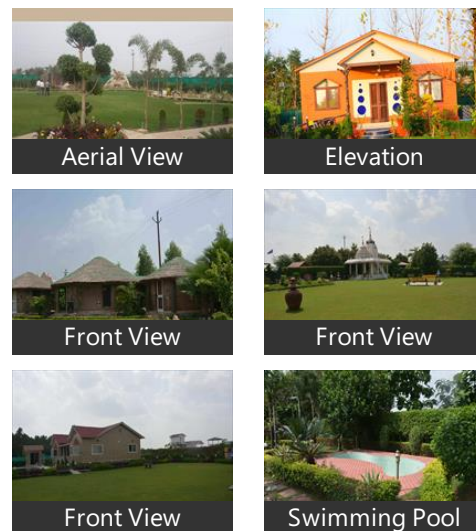 Aerial View
Elevation
Front View
Front View
Front View
Swimming Pool